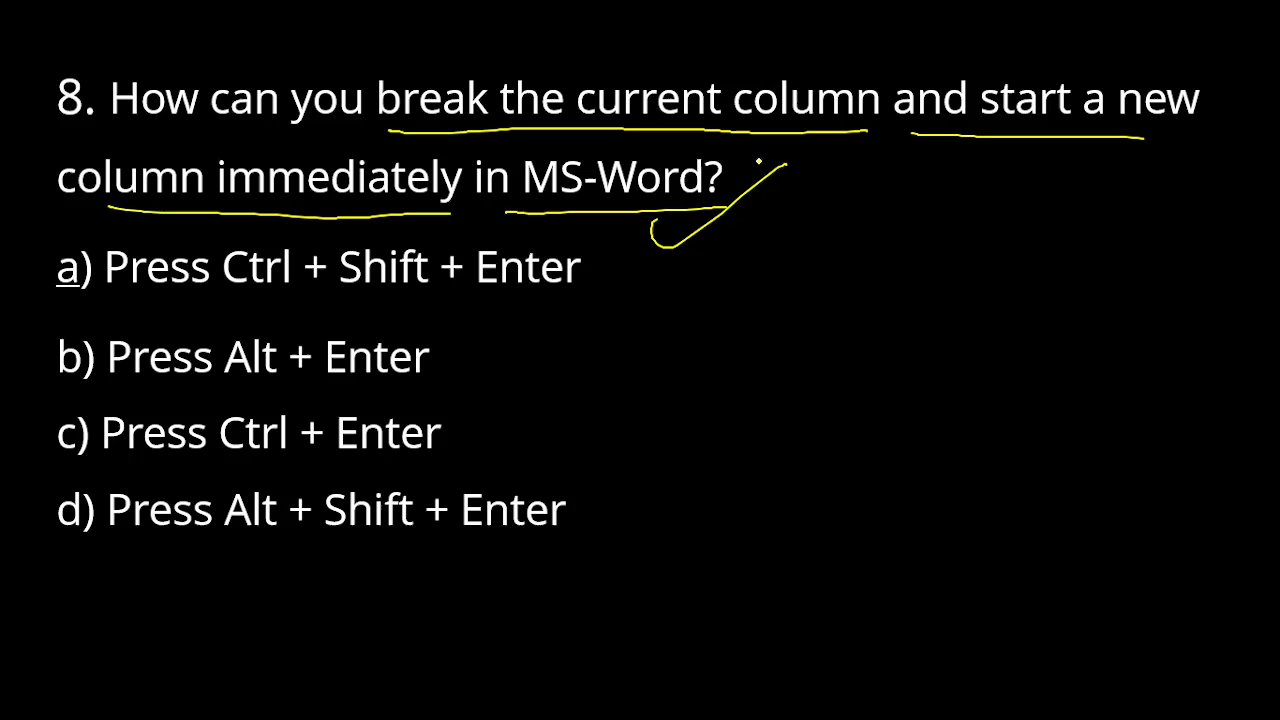 8. How can you break the current column and start a new
column immediately in MS-Word?
a) Press Ctrl + Shift + Enter
b) Press Alt + Enter
c) Press Ctrl + Enter
d) Press Alt + Shift + Enter